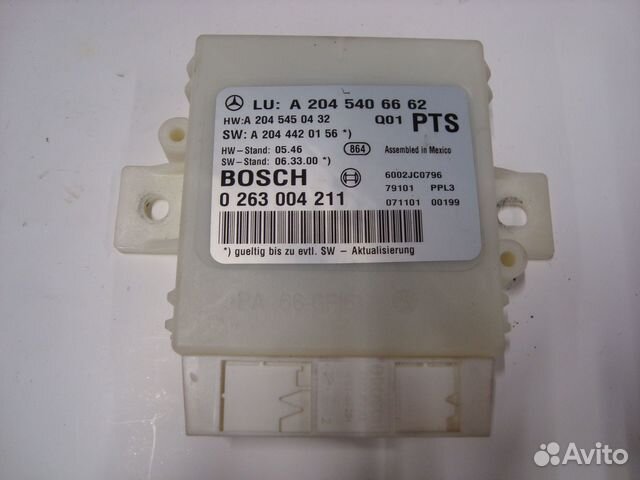 LU: A 204 540 66 62
HW:A 204 545 04 32 Q01 PTS
SW: A 204 442 01 56 *)
HW-Stand: 05.46 864 Assembled in Mexico
SW-Stand: 06.33.00 *)
BOSCH 6002JC0796
79101 PPL3
0 263 004 211 071101 00199
*) gueltig bis zu evtl. SW - Aktualisierung
Avito